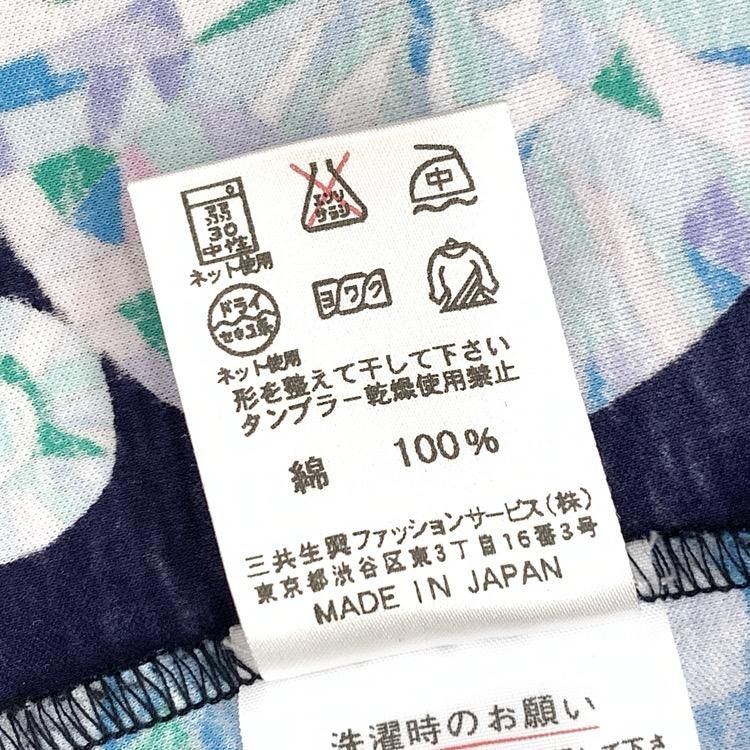 弱
30
中性
エンソ
サラシ
中
ネット使用
ドライ
セキユ系
ヨワク
ネット使用
形を整えて干して下さい
タンブラー乾燥使用禁止
綿 100%
三共生興ファッションサービス(株)
東京都渋谷区東3丁目16番3号
MADE IN JAPAN
洗濯時のお願い